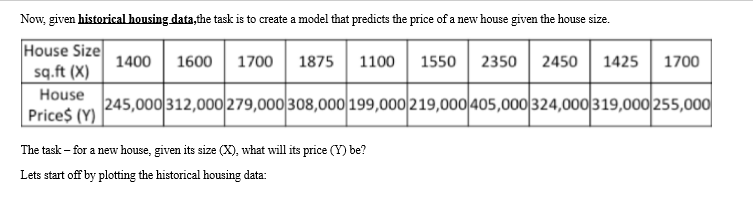 Now, given historical housing data,the task is to create a model that predicts the price of a new house given the house size.
House Size sq.ft (X) 1400 1600 1700 1875 1100 1550 2350 2450 1425 1700
House Price$ (Y) 245,000 312,000 279,000 308,000 199,000 219,000 405,000 324,000 319,000 255,000
The task – for a new house, given its size (X), what will its price (Y) be?
Lets start off by plotting the historical housing data: